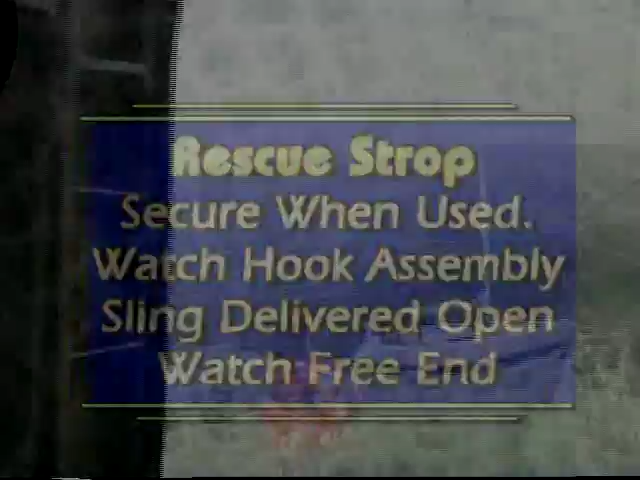 Rescue Strop
Secure When Used.
Watch Hook Assembly
Sling Delivered Open
Watch Free End